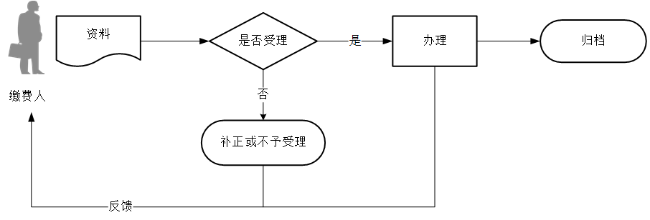 资料
是否受理
是
办理
归档
缴费人
否
补正或不予受理
反馈